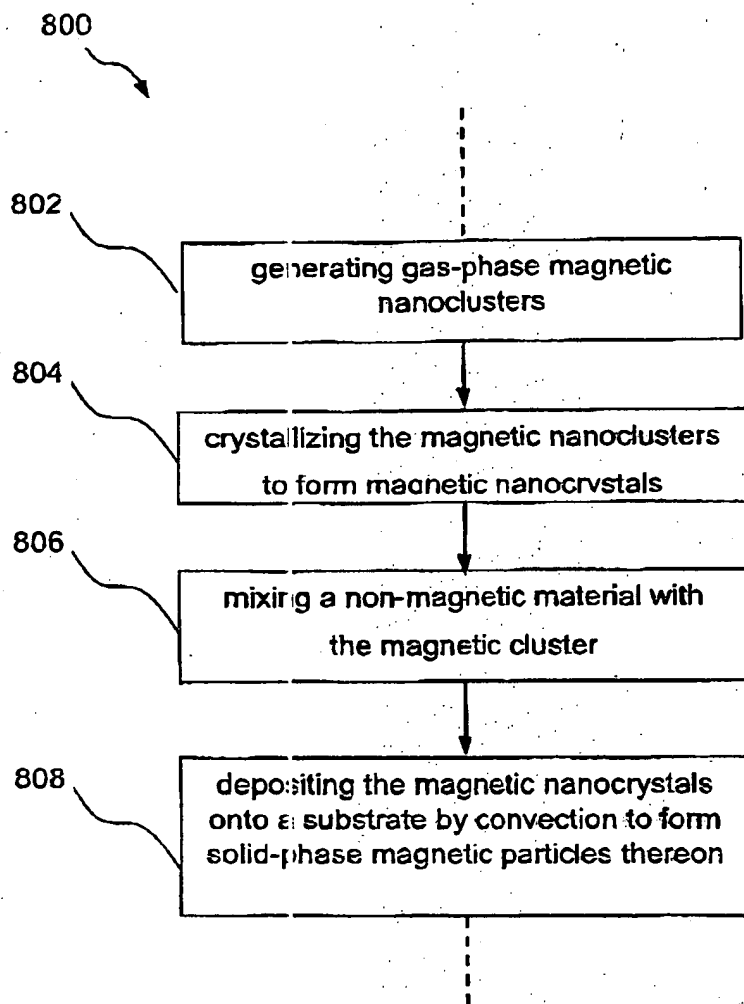 800
802
generating gas-phase magnetic
nanoclusters
804
crystallizing the magnetic nanoclusters
to form magnetic nanocrystals
806
mixing a non-magnetic material with
the magnetic cluster
808
depositing the magnetic nanocrystals
onto a substrate by convection to form
solid-phase magnetic particles thereon